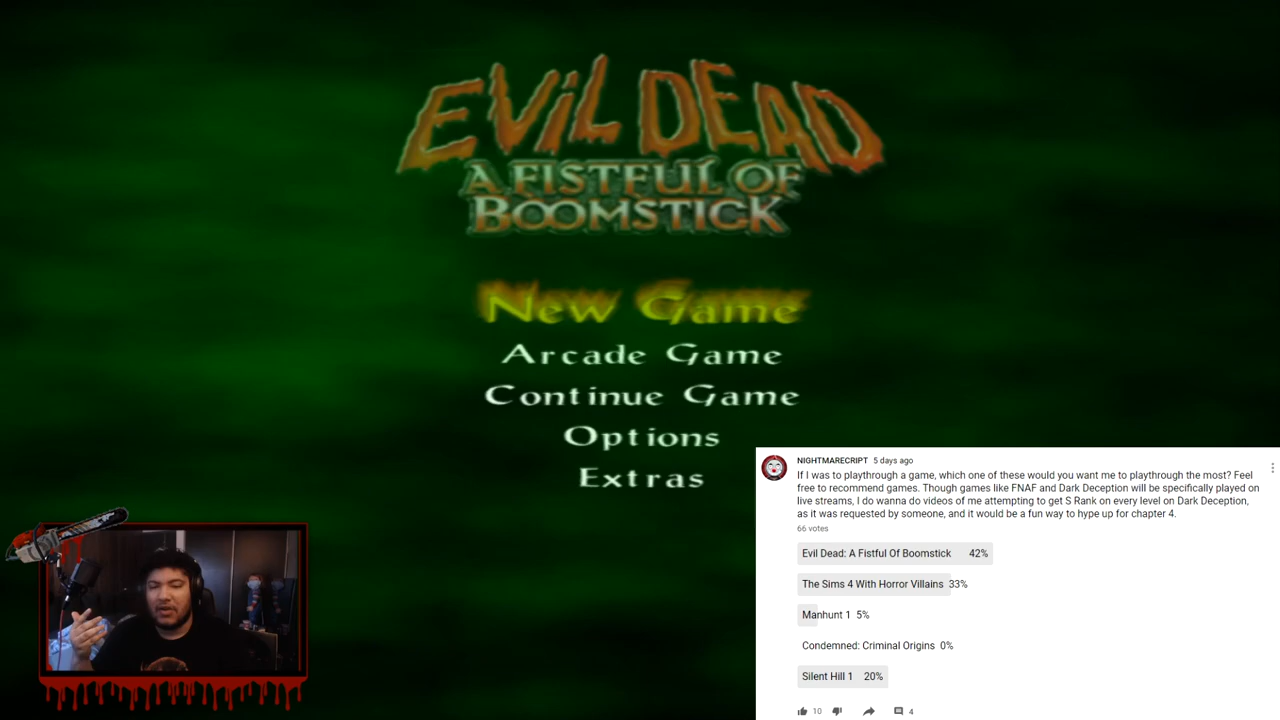 EVIL DEAD
A FISTFUL OF
BOOMSTICK
New Game
Arcade Game
Continue Game
Options
Extras
NIGHTMARECRIPT 5 days ago
If I was to playthrough a game, which one of these would you want me to playthrough the most? Feel
free to recommend games. Though games like FNAF and Dark Deception will be specifically played on
live streams, I do wanna do videos of me attempting to get S Rank on every level on Dark Deception,
as it was requested by someone, and it would be a fun way to hype up for chapter 4.
66 votes
Evil Dead: A Fistful Of Boomstick 42%
The Sims 4 With Horror Villains 33%
Manhunt 1 5%
Condemned: Criminal Origins 0%
Silent Hill 1 20%
10 4